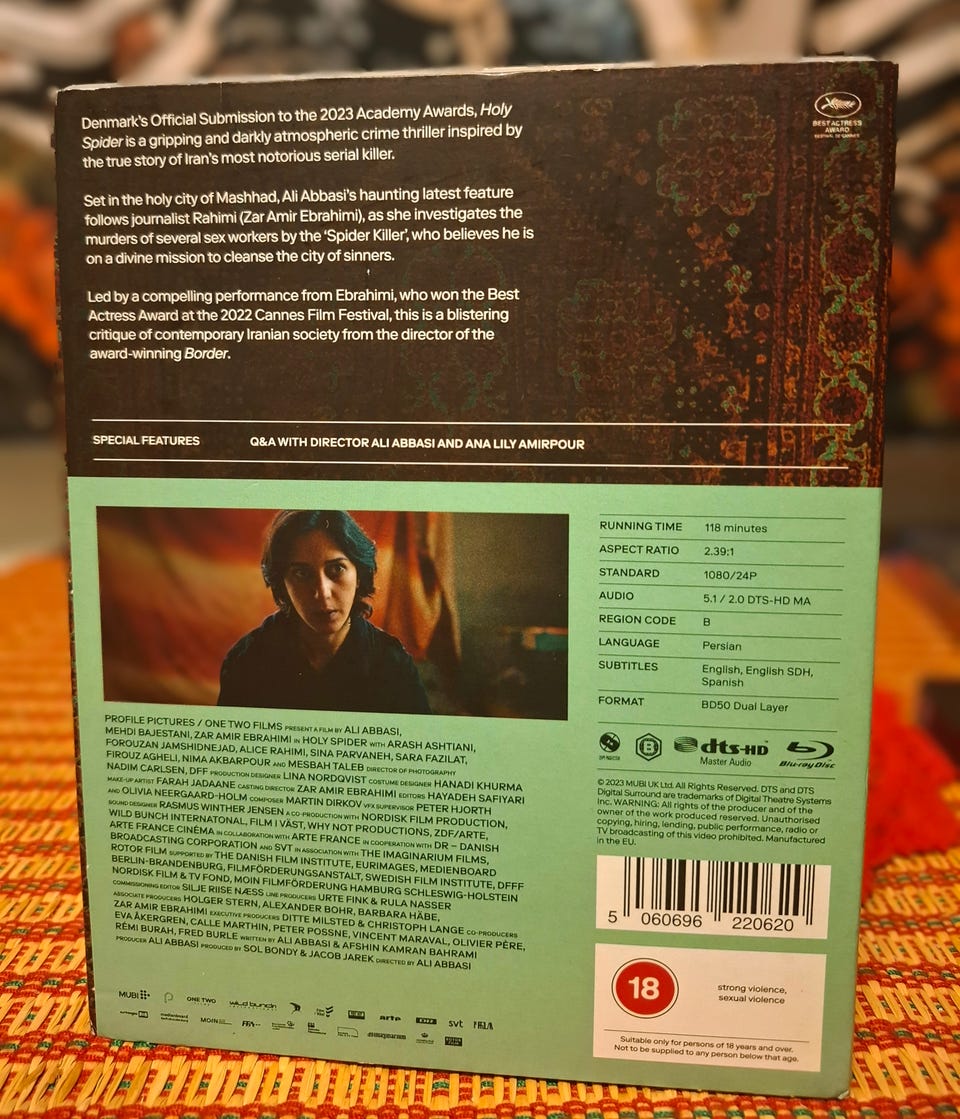 Denmark's Official Submission to the 2023 Academy Awards, Holy
Spider is a gripping and darkly atmospheric crime thriller inspired by
the true story of Iran's most notorious serial killer.
BEST ACTRESS
AWARD
FESTIVAL DE CANNES
Set in the holy city of Mashhad, Ali Abbasi's haunting latest feature
follows journalist Rahimi (Zar Amir Ebrahimi), as she investigates the
murders of several sex workers by the 'Spider Killer', who believes he is
on a divine mission to cleanse the city of sinners.
Led by a compelling performance from Ebrahimi, who won the Best
Actress Award at the 2022 Cannes Film Festival, this is a blistering
critique of contemporary Iranian society from the director of the
award-winning Border.
SPECIAL FEATURES Q&A WITH DIRECTOR ALI ABBASI AND ANA LILY AMIRPOUR
RUNNING TIME 118 minutes
ASPECT RATIO 2.39:1
STANDARD 1080/24P
AUDIO 5.1 / 2.0 DTS-HD MA
REGION CODE B
LANGUAGE Persian
SUBTITLES English, English SDH,
Spanish
FORMAT BD50 Dual Layer
B dts-HD Blu-ray Disc
Master Audio
© 2023 MUBI UK Ltd. All Rights Reserved. DTS and DTS
Digital Surround are trademarks of Digital Theatre Systems
Inc. WARNING: All rights of the producer and of the
owner of the work produced reserved. Unauthorised
copying, hiring, lending, public performance, radio or
TV broadcasting of this video prohibited. Manufactured
in the EU.
5 060696 220620
18
strong violence,
sexual violence
Suitable only for persons of 18 years and over.
Not to be supplied to any person below that age.
PROFILE PICTURES / ONE TWO FILMS PRESENT A FILM BY ALI ABBASI,
MEHDI BAJESTANI, ZAR AMIR EBRAHIMI IN HOLY SPIDER WITH ARASH ASHTIANI,
FOROUZAN JAMSHIDNEJAD, ALICE RAHIMI, SINA PARVANEH, SARA FAZILAT,
FIROUZ AGHELI, NIMA AKBARPOUR AND MESBAH TALEB DIRECTOR OF PHOTOGRAPHY
NADIM CARLSEN, DFF PRODUCTION DESIGNER LINA NORDQVIST COSTUME DESIGNER HANADI KHURMA
MAKE-UP ARTIST FARAH JADAANE CASTING DIRECTOR ZAR AMIR EBRAHIMI EDITORS HAYADEH SAFIYARI
AND OLIVIA NEERGAARD-HOLM COMPOSER MARTIN DIRKOV VFX SUPERVISOR PETER HJORTH
SOUND DESIGNER RASMUS WINTHER JENSEN A CO-PRODUCTION WITH NORDISK FILM PRODUCTION,
WILD BUNCH INTERNATONAL, FILM I VÄST, WHY NOT PRODUCTIONS, ZDF/ARTE,
ARTE FRANCE CINÉMA IN COLLABORATION WITH ARTE FRANCE IN COOPERATION WITH DR – DANISH
BROADCASTING CORPORATION AND SVT IN ASSOCIATION WITH THE IMAGINARIUM FILMS,
ROTOR FILM SUPPORTED BY THE DANISH FILM INSTITUTE, EURIMAGES, MEDIENBOARD
BERLIN-BRANDENBURG, FILMFÖRDERUNGSANSTALT, SWEDISH FILM INSTITUTE, DFFF
NORDISK FILM & TV FOND, MOIN FILMFÖRDERUNG HAMBURG SCHLESWIG-HOLSTEIN
COMMISSIONING EDITOR SILJE RIISE NÆSS LINE PRODUCERS URTE FINK & RULA NASSER
ASSOCIATE PRODUCERS HOLGER STERN, ALEXANDER BOHR, BARBARA HÄBE,
ZAR AMIR EBRAHIMI EXECUTIVE PRODUCERS DITTE MILSTED & CHRISTOPH LANGE CO-PRODUCERS
EVA ÅKERGREN, CALLE MARTHIN, PETER POSSNE, VINCENT MARAVAL, OLIVIER PÈRE,
RÉMI BURAH, FRED BURLE WRITTEN BY ALI ABBASI & AFSHIN KAMRAN BAHRAMI
PRODUCER ALI ABBASI PRODUCED BY SOL BONDY & JACOB JAREK DIRECTED BY ALI ABBASI
MUBI ONE TWO wild bunch arte svt
MOIN FFA